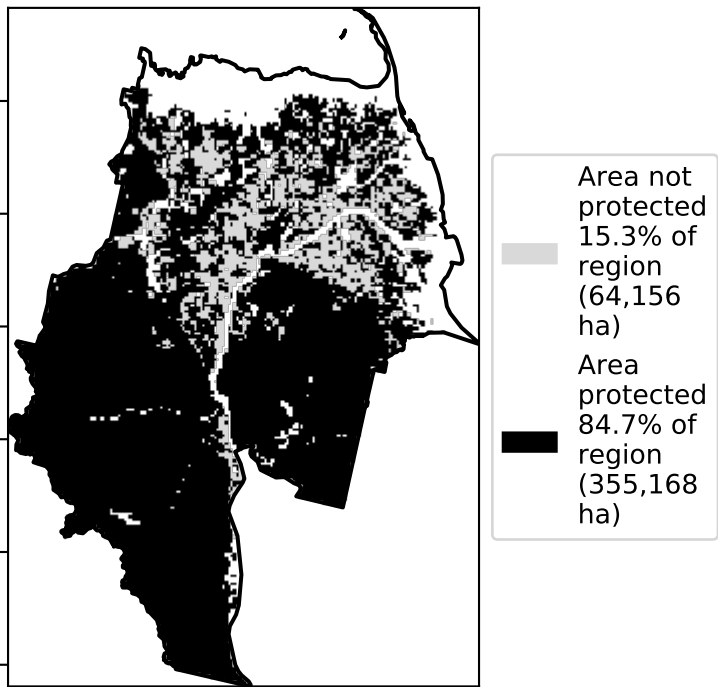 Area not
protected
15.3% of
region
(64,156
ha)
Area
protected
84.7% of
region
(355,168
ha)